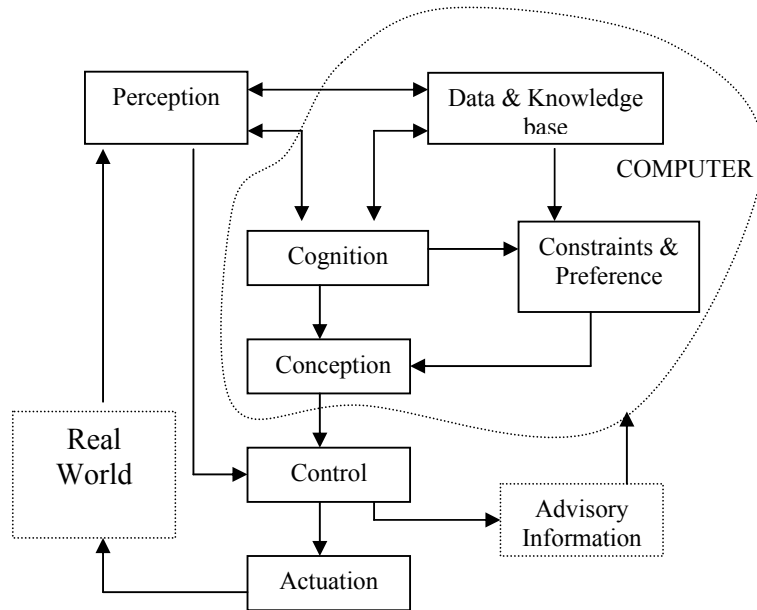 Perception
Data & Knowledge
base
COMPUTER
Cognition
Constraints &
Preference
Conception
Real
World
Control
Advisory
Information
Actuation